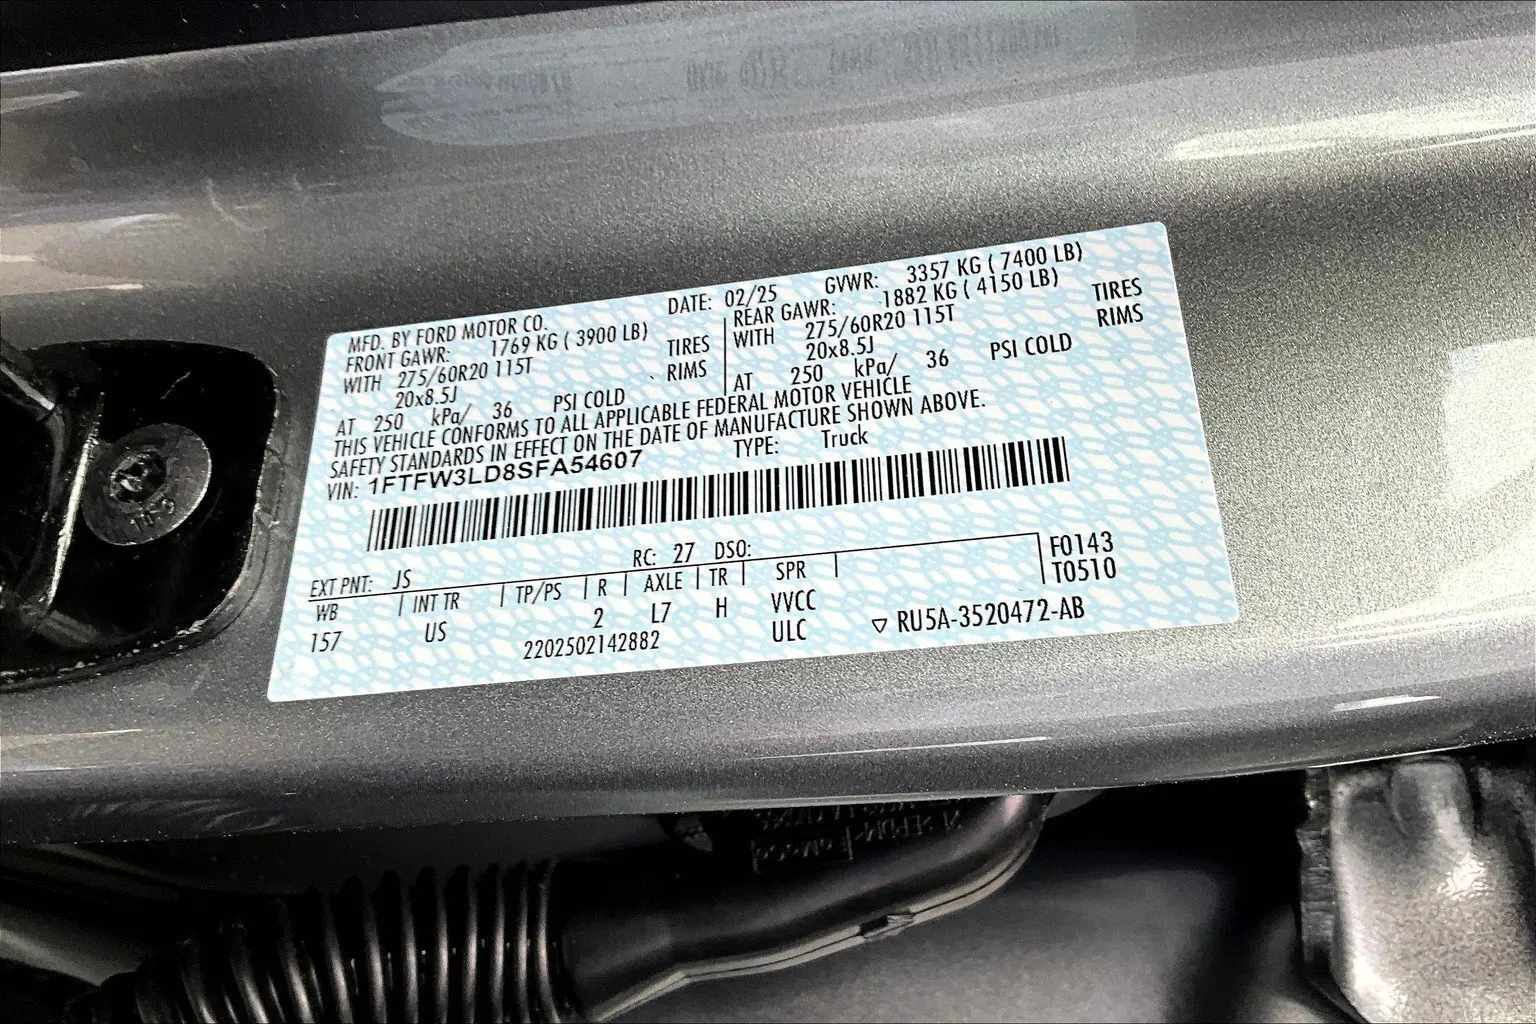 MFD. BY FORD MOTOR CO.
DATE: 02/25 GVWR: 3357 KG ( 7400 LB)
FRONT GAWR: 1769 KG ( 3900 LB)
WITH 275/60R20 115T TIRES
20x8.5J RIMS
AT 250 kPa/ 36 PSI COLD
REAR GAWR: 1882 KG ( 4150 LB)
WITH 275/60R20 115T TIRES
20x8.5J RIMS
AT 250 kPa/ 36 PSI COLD
THIS VEHICLE CONFORMS TO ALL APPLICABLE FEDERAL MOTOR VEHICLE
SAFETY STANDARDS IN EFFECT ON THE DATE OF MANUFACTURE SHOWN ABOVE.
VIN: 1FTFW3LD8SFA54607 TYPE: Truck
EXT PNT: JS RC: 27 DSO:
WB INT TR TP/PS R AXLE TR SPR
157 US 2 L7 H VVCC
ULC
2202502142882
F0143
T0510
▽ RU5A-3520472-AB